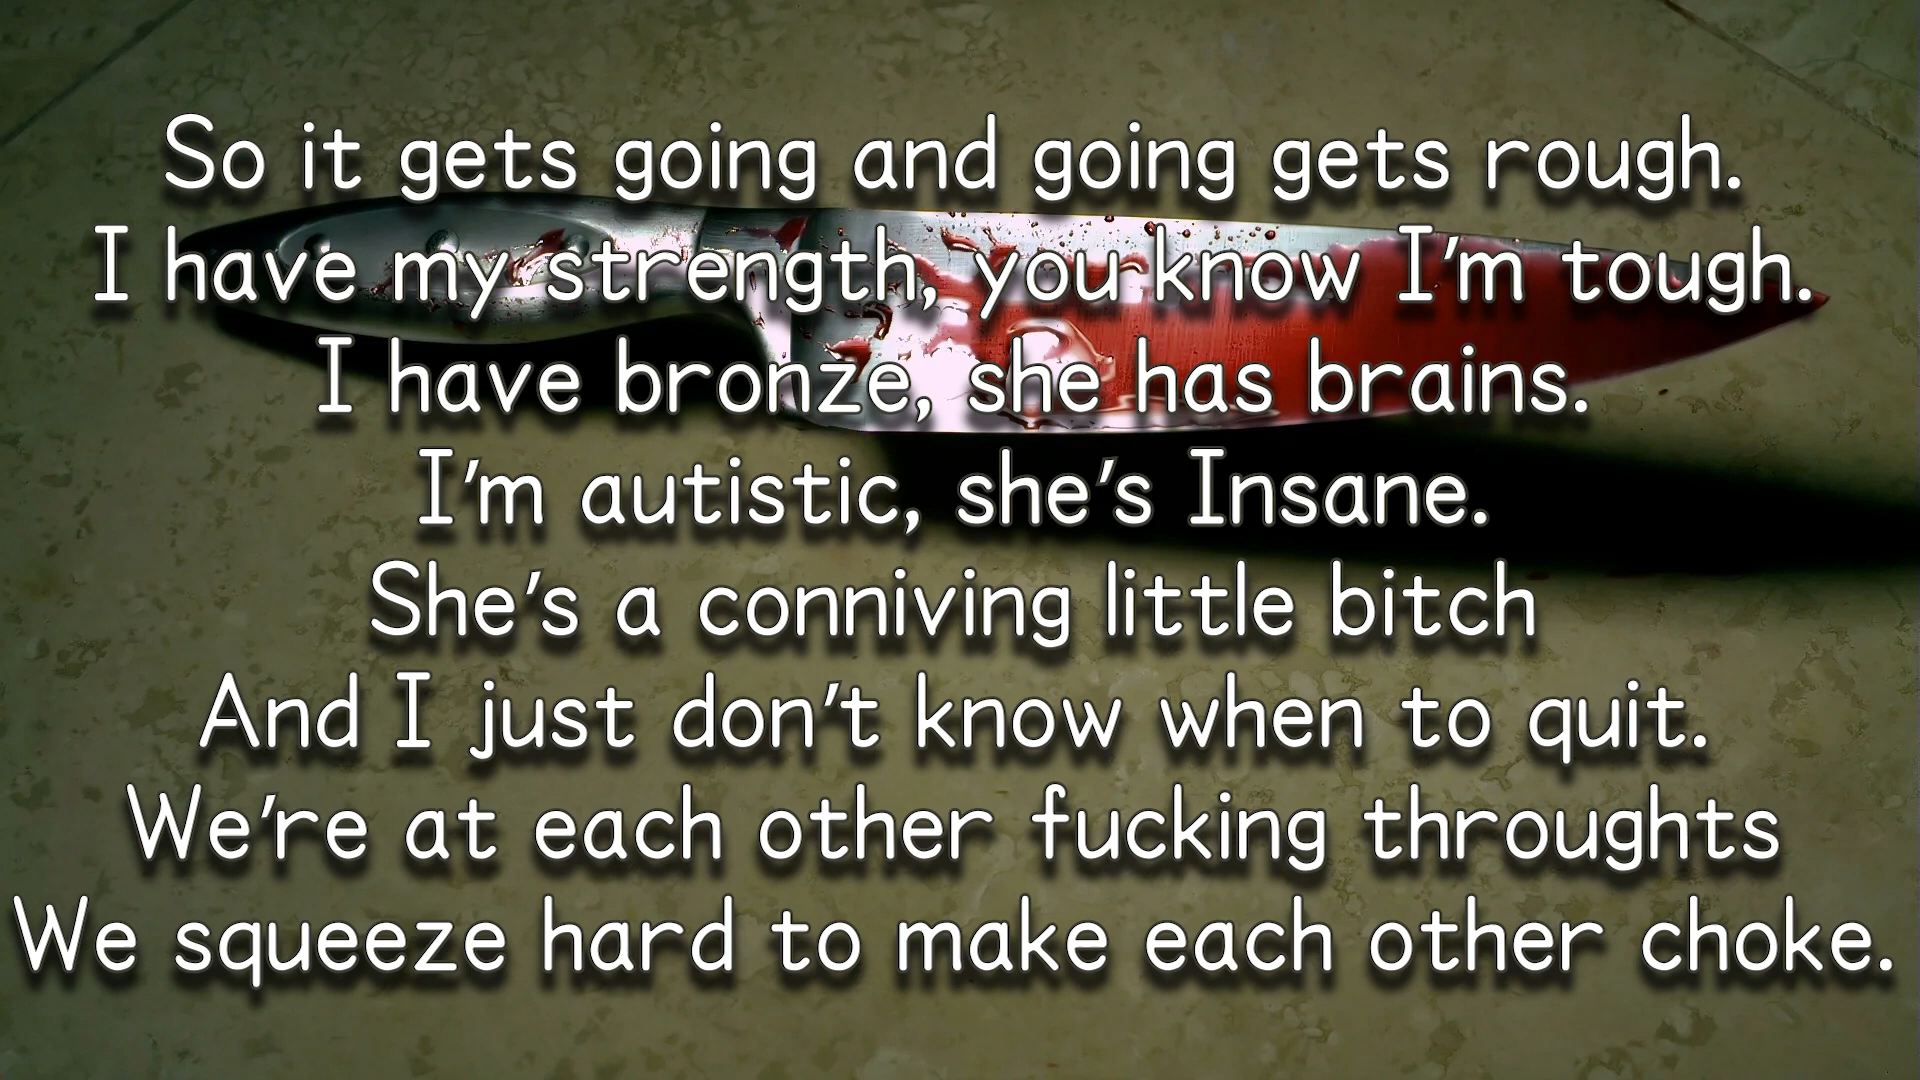 So it gets going and going gets rough.
I have my strength, you know I'm tough.
I have bronze, she has brains.
I'm autistic, she's Insane.
She's a conniving little bitch
And I just don't know when to quit.
We're at each other fucking throughts
We squeeze hard to make each other choke.